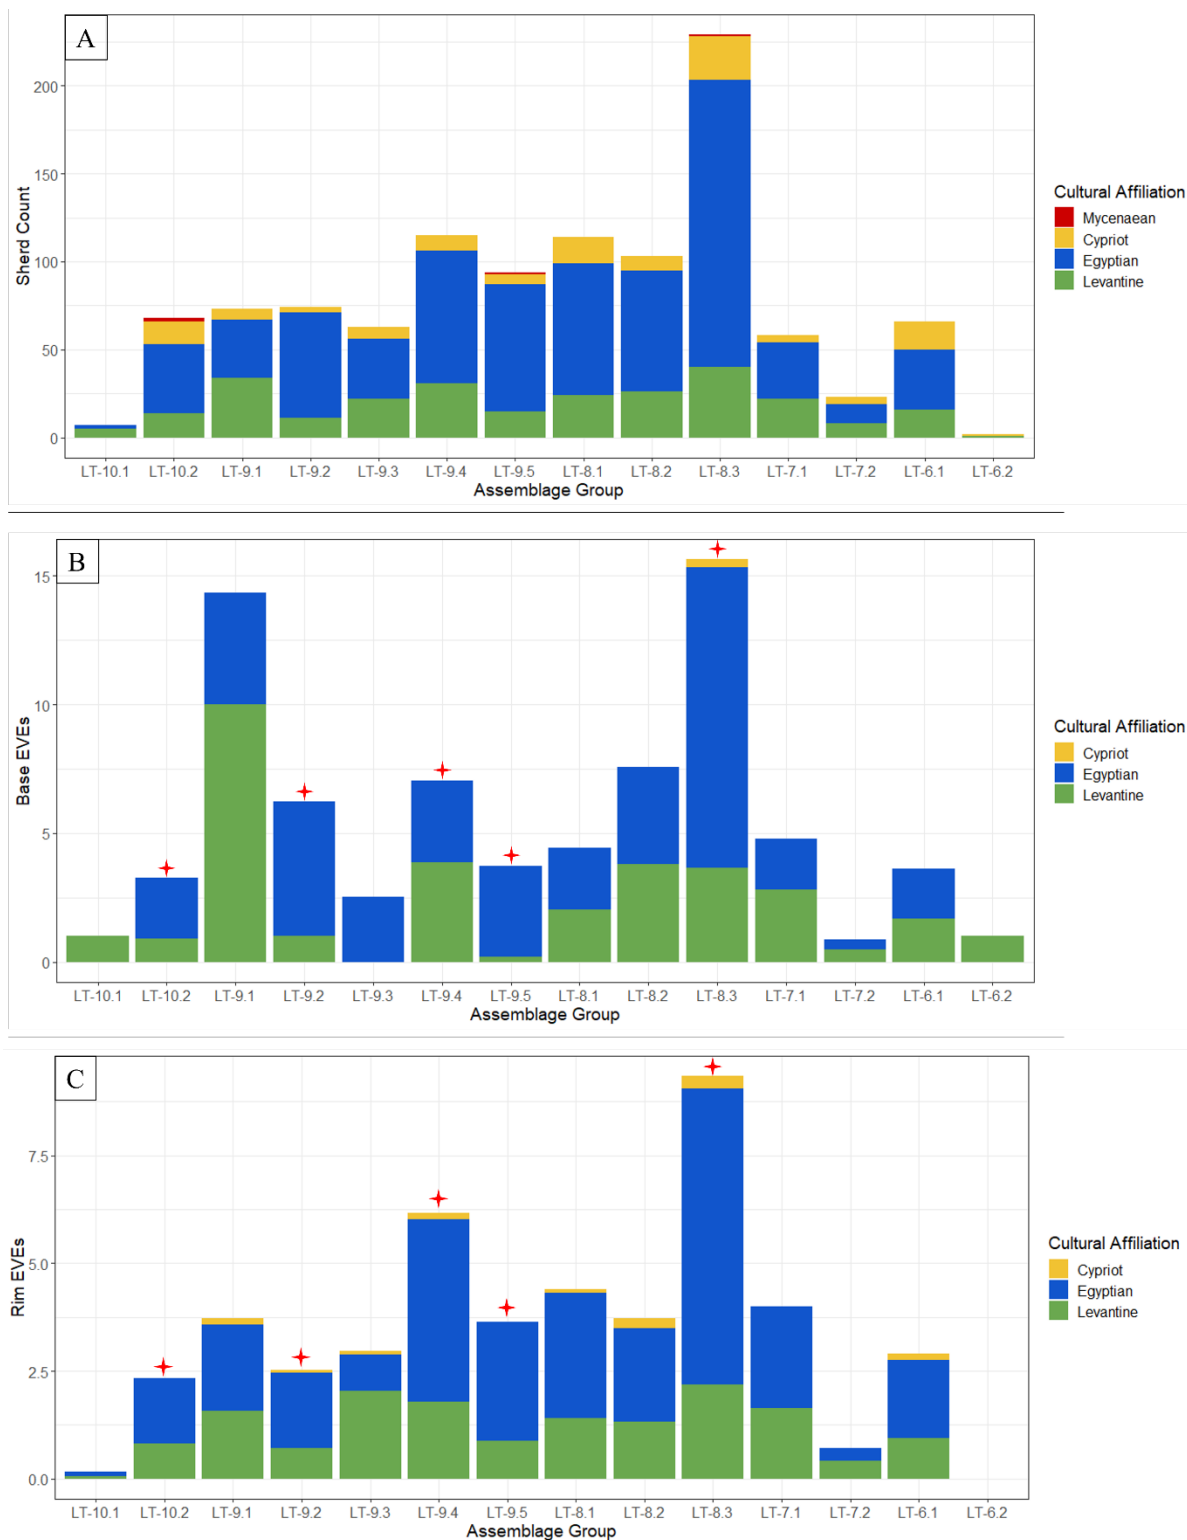 A
200
150
100
50
0
Sherd Count
LT-10.1 LT-10.2 LT-9.1 LT-9.2 LT-9.3 LT-9.4 LT-9.5 LT-8.1 LT-8.2 LT-8.3 LT-7.1 LT-7.2 LT-6.1 LT-6.2
Assemblage Group
Cultural Affiliation
Mycenaean
Cypriot
Egyptian
Levantine
B
15
10
5
0
Base EVEs
LT-10.1 LT-10.2 LT-9.1 LT-9.2 LT-9.3 LT-9.4 LT-9.5 LT-8.1 LT-8.2 LT-8.3 LT-7.1 LT-7.2 LT-6.1 LT-6.2
Assemblage Group
Cultural Affiliation
Cypriot
Egyptian
Levantine
C
7.5
5.0
2.5
0.0
Rim EVEs
LT-10.1 LT-10.2 LT-9.1 LT-9.2 LT-9.3 LT-9.4 LT-9.5 LT-8.1 LT-8.2 LT-8.3 LT-7.1 LT-7.2 LT-6.1 LT-6.2
Assemblage Group
Cultural Affiliation
Cypriot
Egyptian
Levantine